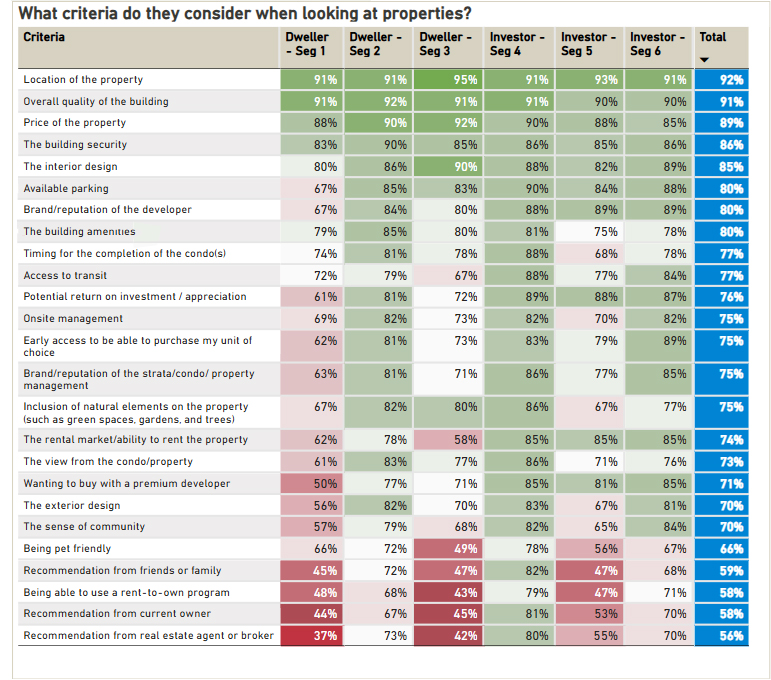 What criteria do they consider when looking at properties?
Criteria Dweller - Seg 1 Dweller - Seg 2 Dweller - Seg 3 Investor - Seg 4 Investor - Seg 5 Investor - Seg 6 Total
Location of the property 91% 91% 95% 91% 93% 91% 92%
Overall quality of the building 91% 92% 91% 91% 90% 90% 91%
Price of the property 88% 90% 92% 90% 88% 85% 89%
The building security 83% 90% 85% 86% 86% 86% 86%
The interior design 80% 86% 90% 88% 82% 89% 85%
Available parking 67% 85% 83% 90% 84% 88% 80%
Brand/reputation of the developer 67% 84% 80% 88% 89% 89% 80%
The building amenities 79% 85% 80% 81% 75% 78% 80%
Timing for the completion of the condo(s) 74% 81% 78% 88% 68% 78% 77%
Access to transit 72% 79% 67% 88% 77% 84% 77%
Potential return on investment / appreciation 61% 81% 72% 89% 88% 87% 76%
Onsite management 69% 82% 73% 82% 70% 82% 75%
Early access to be able to purchase my unit of 62% 81% 73% 83% 79% 89% 75%
choice
Brand/reputation of the strata/condo/ property 63% 81% 71% 86% 77% 85% 75%
management
Inclusion of natural elements on the property 67% 82% 80% 86% 67% 77% 75%
(such as green spaces, gardens, and trees)
The rental market/ability to rent the property 62% 78% 58% 85% 85% 85% 74%
The view from the condo/property 61% 83% 77% 86% 71% 76% 73%
Wanting to buy with a premium developer 50% 77% 71% 85% 81% 85% 71%
The exterior design 56% 82% 70% 83% 67% 81% 70%
The sense of community 57% 79% 68% 82% 65% 84% 70%
Being pet friendly 66% 72% 49% 78% 56% 67% 66%
Recommendation from friends or family 45% 72% 47% 82% 47% 68% 59%
Being able to use a rent-to-own program 48% 68% 43% 79% 47% 71% 58%
Recommendation from current owner 44% 67% 45% 81% 53% 70% 58%
Recommendation from real estate agent or broker 37% 73% 42% 80% 55% 70% 56%